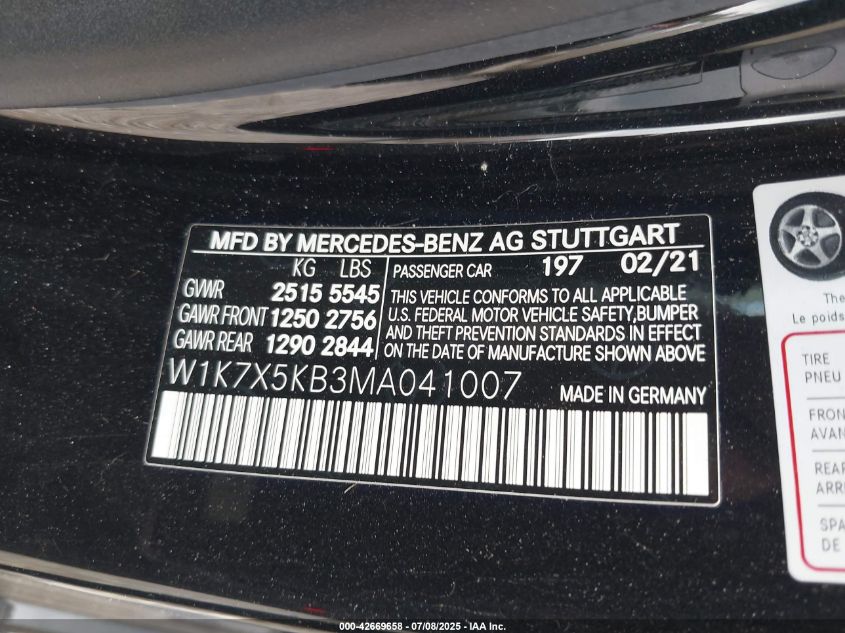 MFD BY MERCEDES-BENZ AG STUTTGART
KG LBS
GVWR 2515 5545
GAWR FRONT 1250 2756
GAWR REAR 1290 2844
PASSENGER CAR 197 02/21
THIS VEHICLE CONFORMS TO ALL APPLICABLE
U.S. FEDERAL MOTOR VEHICLE SAFETY,BUMPER
AND THEFT PREVENTION STANDARDS IN EFFECT
ON THE DATE OF MANUFACTURE SHOWN ABOVE
W1K7X5KB3MA041007 MADE IN GERMANY
The
Le poids
TIRE
PNEU
FRON
AVAN
REAR
ARRI
SPA
DE
000-42669658 - 07/08/2025 - IAA Inc.